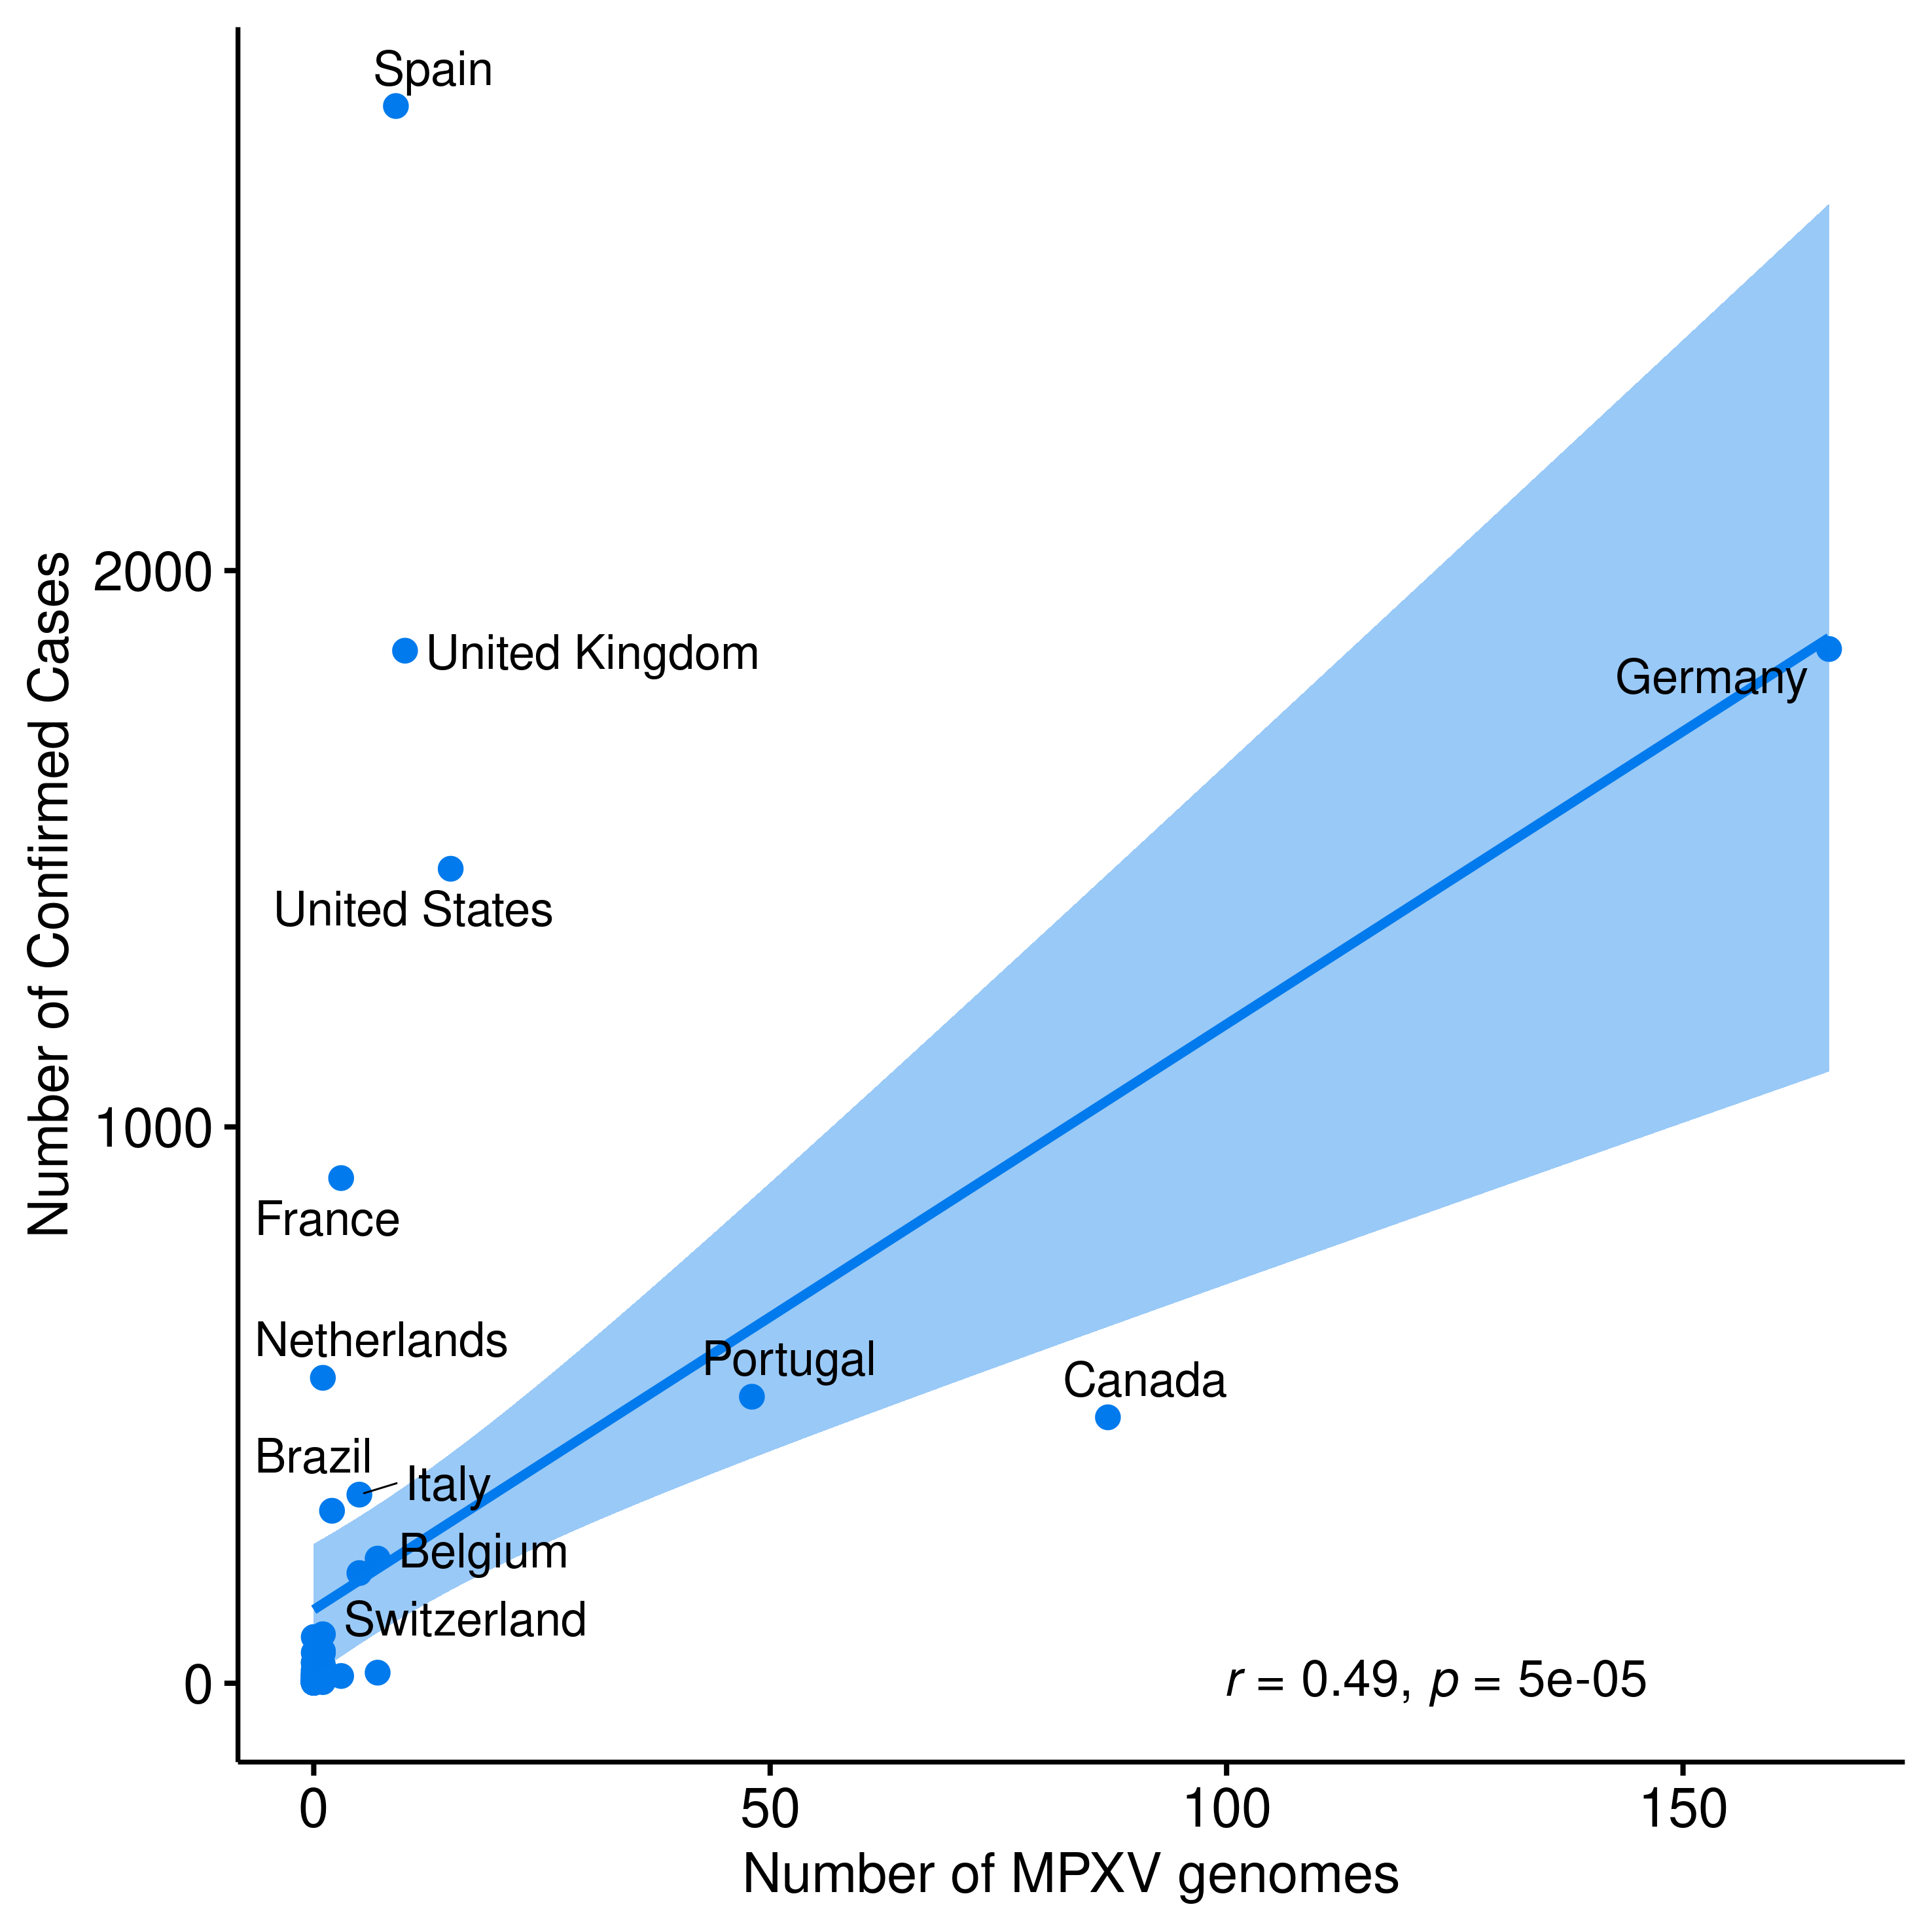 Spain
2000
United Kingdom
Germany
United States
Number of Confirmed Cases
1000
France
Netherlands
Portugal
Canada
Brazil
Italy
Belgium
Switzerland
0
r = 0.49, p = 5e-05
0 50 100 150
Number of MPXV genomes